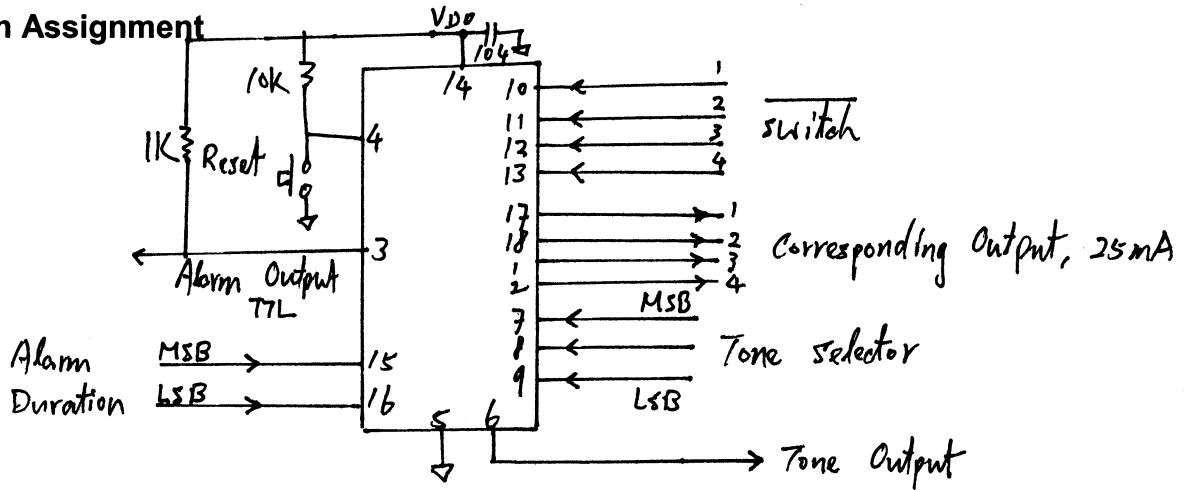 n Assignment
VDD
104
10K
14
10
1
11
2
12
3
13
4
switch
1K
Reset
4
17
1
18
2
1
3
2
4
Corresponding Output, 25mA
3
Alarm Output
TTL
7
MSB
8
9
LSB
Tone Selector
Alarm
Duration
MSB
15
LSB
16
5
6
Tone Output